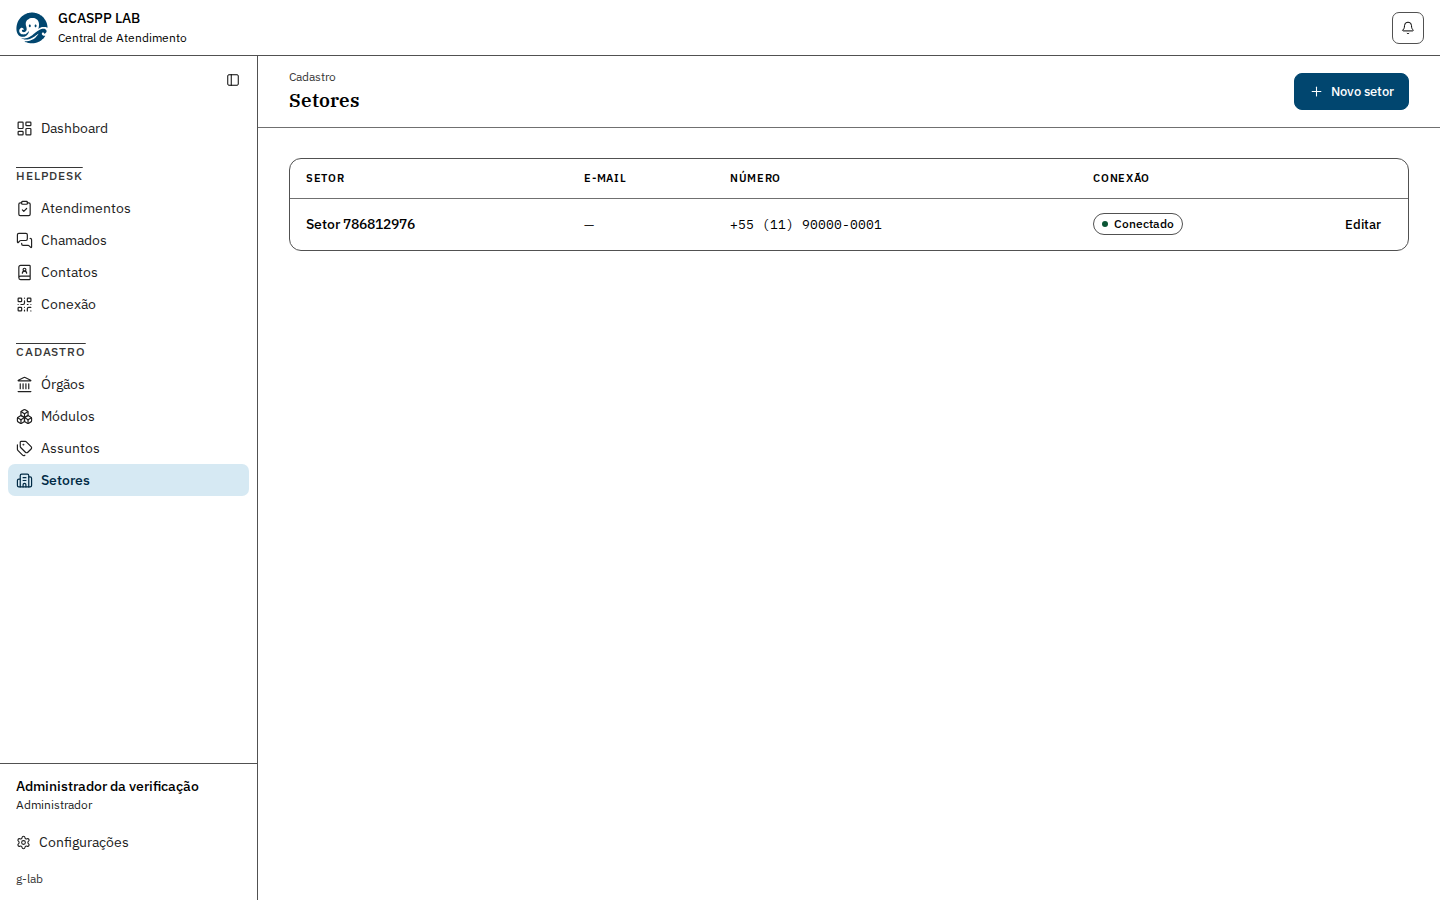 GCASPP LAB
Central de Atendimento
Dashboard
HELPDESK
Atendimentos
Chamados
Contatos
Conexão
CADASTRO
Órgãos
Módulos
Assuntos
Setores
Administrador da verificação
Administrador
Configurações
g-lab
Cadastro
Setores
Novo setor
SETOR E-MAIL NÚMERO CONEXÃO
Setor 786812976 — +55 (11) 90000-0001 Conectado Editar